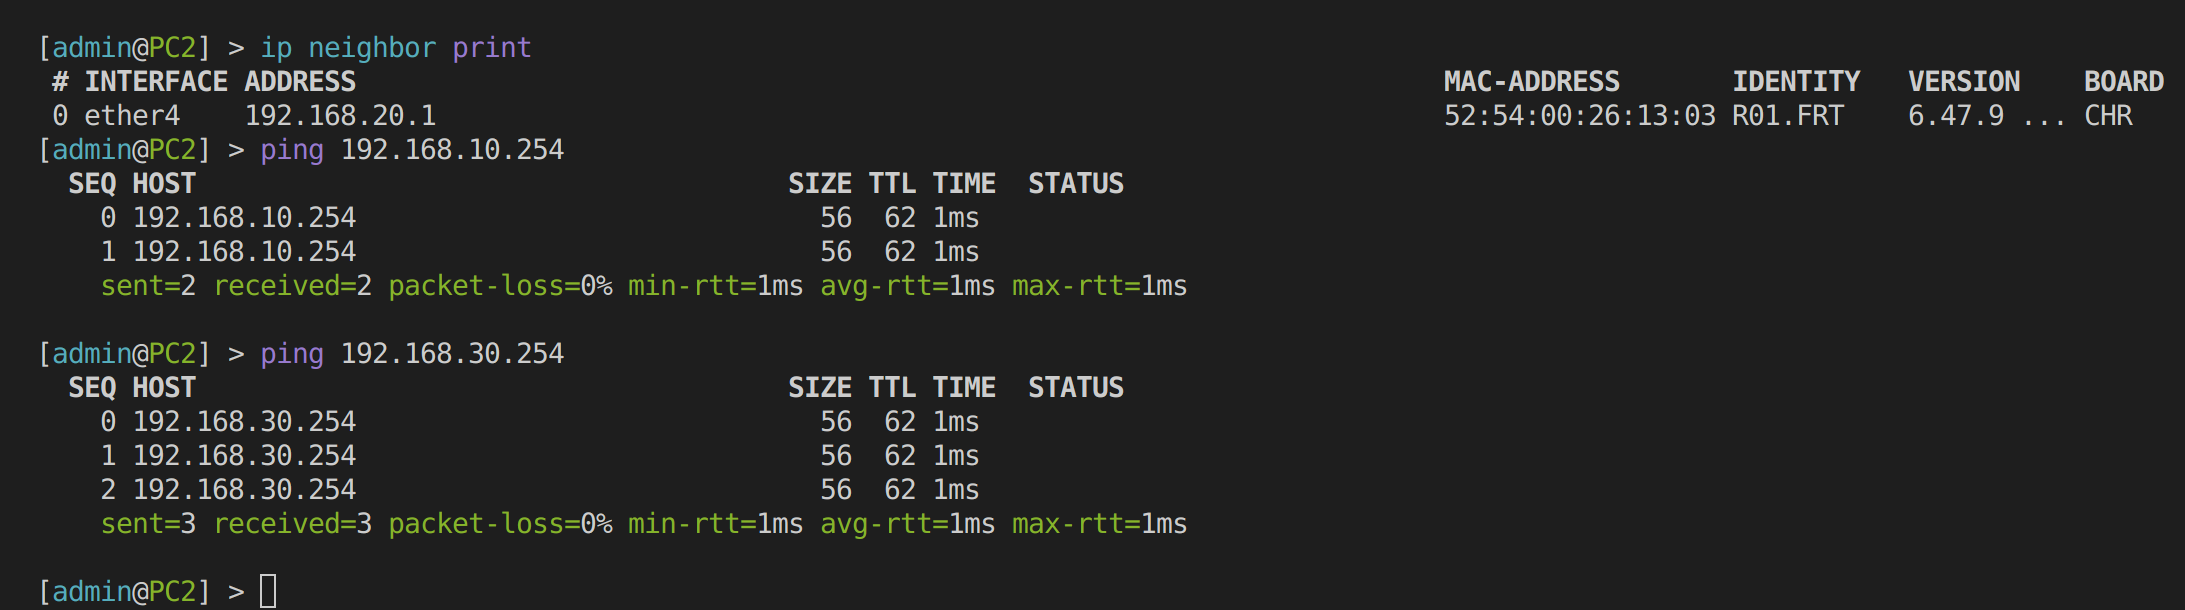 [admin@PC2] > ip neighbor print
# INTERFACE ADDRESS MAC-ADDRESS IDENTITY VERSION BOARD
0 ether4 192.168.20.1 52:54:00:26:13:03 R01.FRT 6.47.9 ... CHR
[admin@PC2] > ping 192.168.10.254
SEQ HOST SIZE TTL TIME STATUS
0 192.168.10.254 56 62 1ms
1 192.168.10.254 56 62 1ms
sent=2 received=2 packet-loss=0% min-rtt=1ms avg-rtt=1ms max-rtt=1ms
[admin@PC2] > ping 192.168.30.254
SEQ HOST SIZE TTL TIME STATUS
0 192.168.30.254 56 62 1ms
1 192.168.30.254 56 62 1ms
2 192.168.30.254 56 62 1ms
sent=3 received=3 packet-loss=0% min-rtt=1ms avg-rtt=1ms max-rtt=1ms
[admin@PC2] >